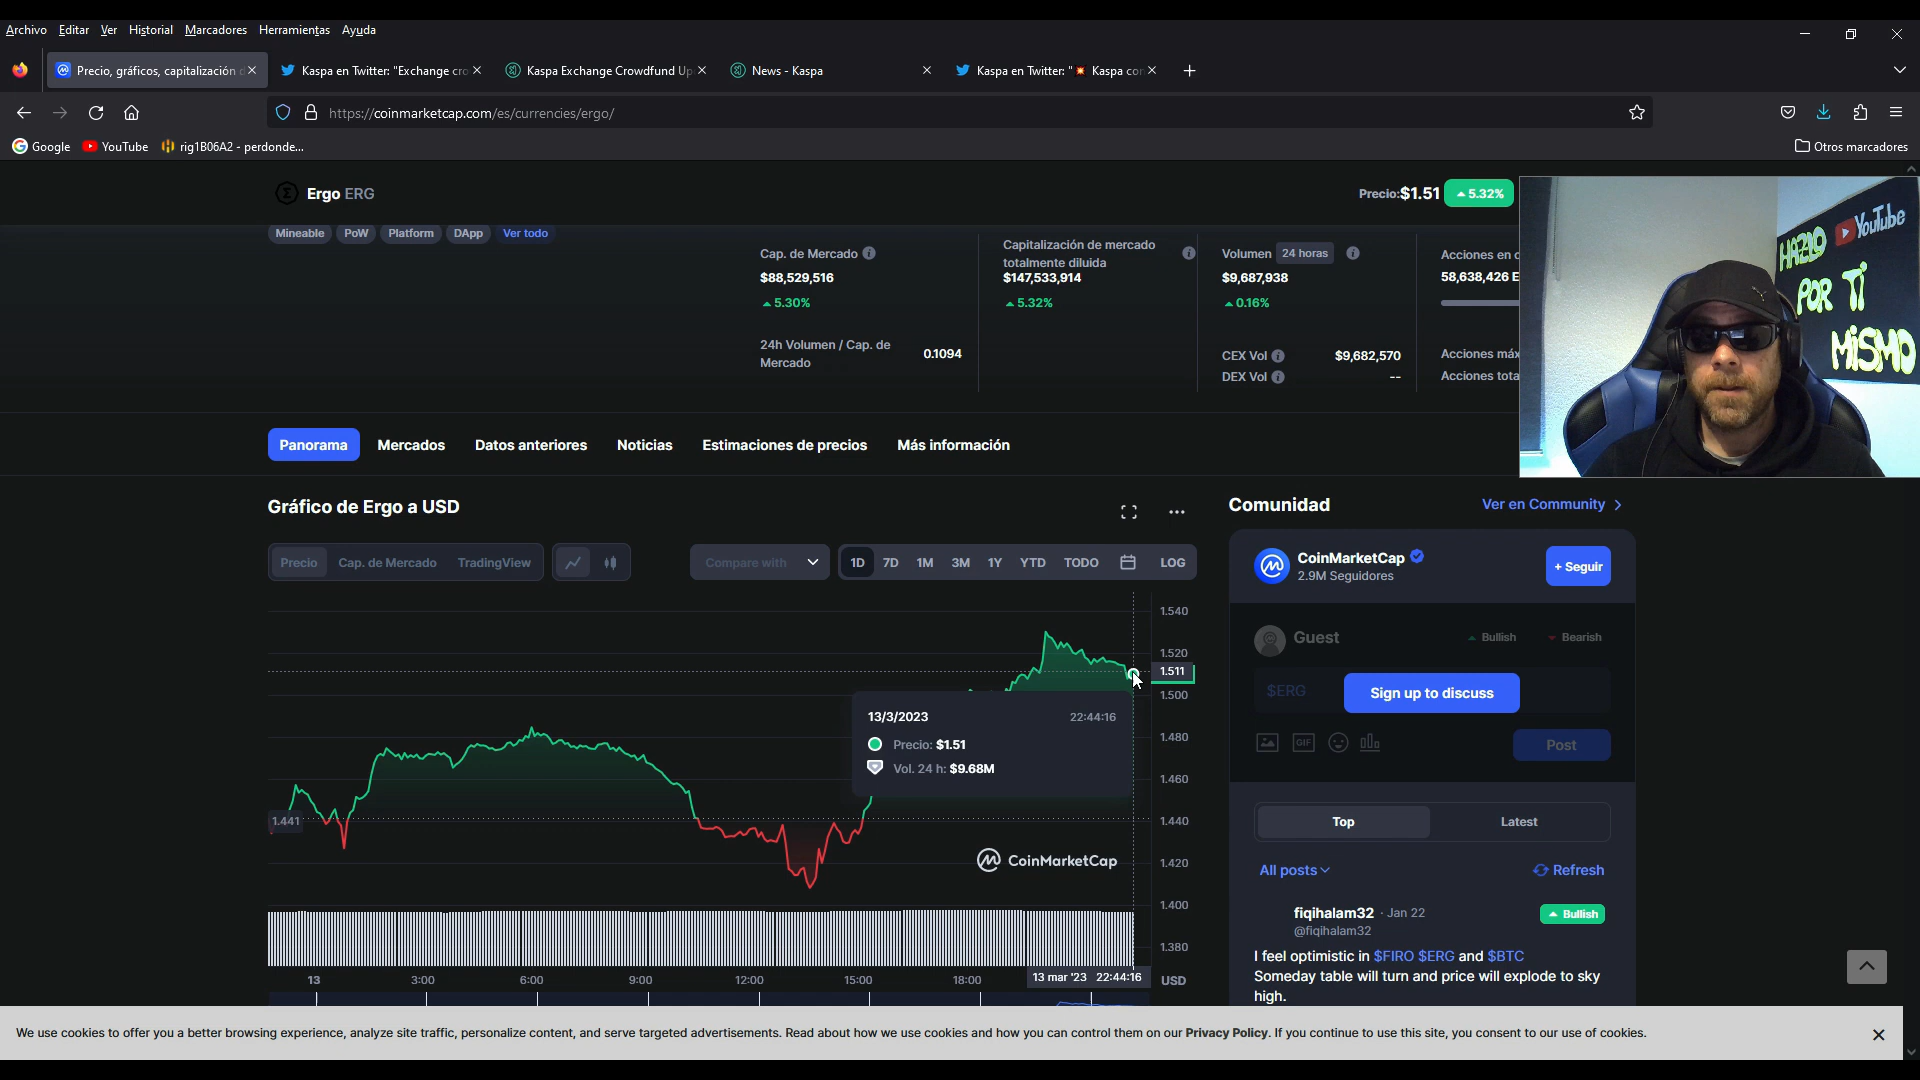 Archivo Editar Ver Historial Marcadores Herramientas Ayuda
Precio, gráficos, capitalización d
Kaspa en Twitter: "Exchange cro
Kaspa Exchange Crowdfund Up
News - Kaspa
Kaspa en Twitter: "💥 Kaspa con
https://coinmarketcap.com/es/currencies/ergo/
Google YouTube rig1B06A2 - perdonde... Otros marcadores
Ergo ERG
Precio:$1.51 5.32%
Mineable PoW Platform DApp Ver todo
Cap. de Mercado
$88,529,516
5.30%
24h Volumen / Cap. de
Mercado
0.1094
Capitalización de mercado
totalmente diluida
$147,533,914
5.32%
Volumen 24 horas
$9,687,938
0.16%
CEX Vol $9,682,570
DEX Vol --
Acciones en c
58,638,426 E
Acciones máx
Acciones tota
YouTube
HAZLO
POR TI
MiSMO
Panorama Mercados Datos anteriores Noticias Estimaciones de precios Más información
Gráfico de Ergo a USD
Precio Cap. de Mercado TradingView
Compare with
1D 7D 1M 3M 1Y YTD TODO LOG
1.540
1.520
1.511
1.500
1.480
1.460
1.440
1.420
1.400
1.380
1.441
13/3/2023 22:44:16
Precio: $1.51
Vol. 24 h: $9.68M
CoinMarketCap
13 3:00 6:00 9:00 12:00 15:00 18:00 13 mar '23 22:44:16 USD
Comunidad
Ver en Community
CoinMarketCap
2.9M Seguidores
+ Seguir
Guest
Bullish Bearish
$ERG
Sign up to discuss
GIF
Post
Top Latest
All posts Refresh
fiqihalam32 · Jan 22
@fiqihalam32
Bullish
I feel optimistic in $FIRO $ERG and $BTC
Someday table will turn and price will explode to sky
high.
We use cookies to offer you a better browsing experience, analyze site traffic, personalize content, and serve targeted advertisements. Read about how we use cookies and how you can control them on our Privacy Policy. If you continue to use this site, you consent to our use of cookies.